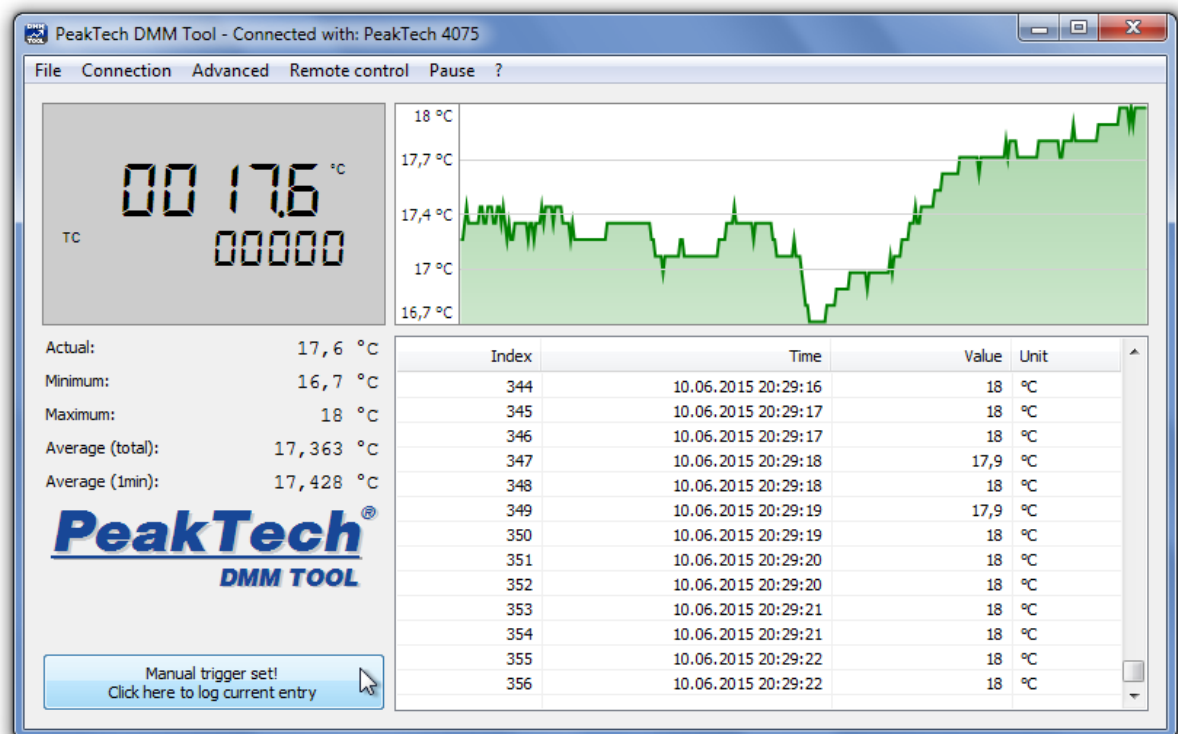 PeakTech DMM Tool - Connected with: PeakTech 4075
File Connection Advanced Remote control Pause ?
0017.6 °C
TC 00000
18 °C
17,7 °C
17,4 °C
17 °C
16,7 °C
Actual: 17,6 °C
Minimum: 16,7 °C
Maximum: 18 °C
Average (total): 17,363 °C
Average (1min): 17,428 °C
PeakTech®
DMM TOOL
Manual trigger set!
Click here to log current entry
Index Time Value Unit
344 10.06.2015 20:29:16 18 °C
345 10.06.2015 20:29:17 18 °C
346 10.06.2015 20:29:17 18 °C
347 10.06.2015 20:29:18 17,9 °C
348 10.06.2015 20:29:18 18 °C
349 10.06.2015 20:29:19 17,9 °C
350 10.06.2015 20:29:19 18 °C
351 10.06.2015 20:29:20 18 °C
352 10.06.2015 20:29:20 18 °C
353 10.06.2015 20:29:21 18 °C
354 10.06.2015 20:29:21 18 °C
355 10.06.2015 20:29:22 18 °C
356 10.06.2015 20:29:22 18 °C